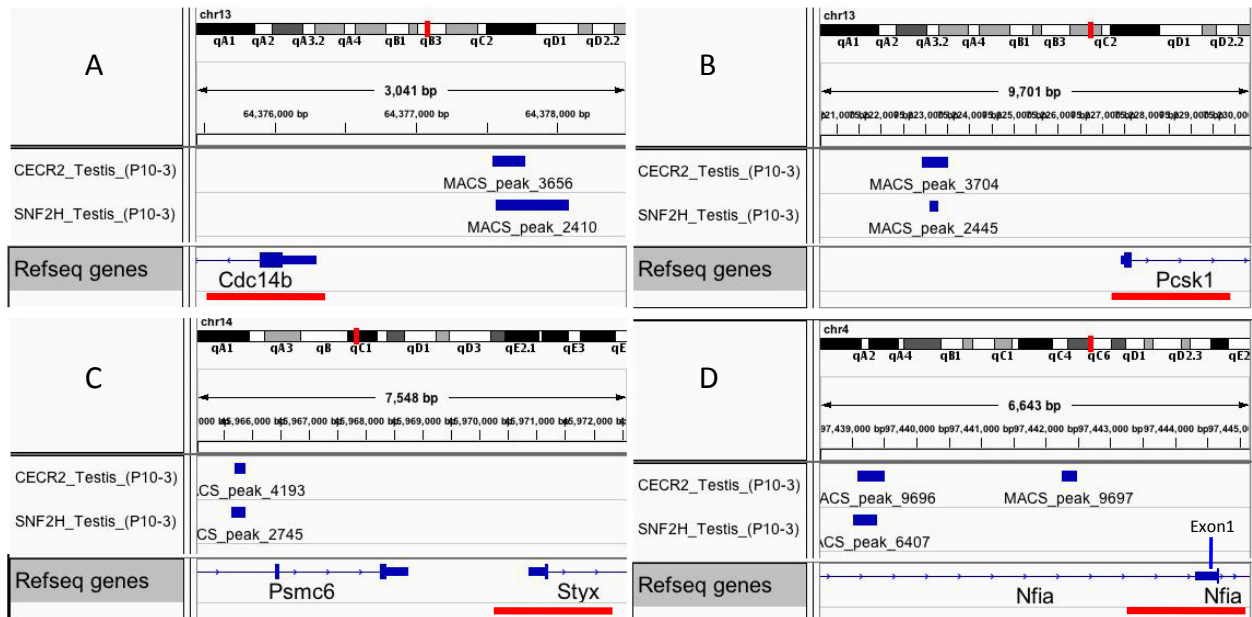 A
chr13
qA1 qA2 qA3.2 qA4 qB1 qB3 qC2 qD1 qD2.2
3,041 bp
64,376,000 bp 64,377,000 bp 64,378,000 bp
CECR2_Testis_(P10-3)
MACS_peak_3656
SNF2H_Testis_(P10-3)
MACS_peak_2410
Refseq genes
Cdc14b
B
chr13
qA1 qA2 qA3.2 qA4 qB1 qB3 qC2 qD1 qD2.2
9,701 bp
CECR2_Testis_(P10-3)
MACS_peak_3704
SNF2H_Testis_(P10-3)
MACS_peak_2445
Refseq genes
Pcsk1
C
chr14
qA1 qA3 qB qC1 qD1 qD3 qE2.1 qE3 qE
7,548 bp
CECR2_Testis_(P10-3)
CS_peak_4193
SNF2H_Testis_(P10-3)
CS_peak_2745
Refseq genes
Psmc6 Styx
D
chr4
qA2 qA4 qB1 qC1 qC4 qC6 qD1 qD2.3 qE2
6,643 bp
97,439,000 bp 97,440,000 bp 97,441,000 bp 97,442,000 bp 97,443,000 bp 97,444,000 bp 97,445,0
CECR2_Testis_(P10-3)
ACS_peak_9696 MACS_peak_9697
SNF2H_Testis_(P10-3)
ACS_peak_6407
Exon1
Refseq genes
Nfia Nfia